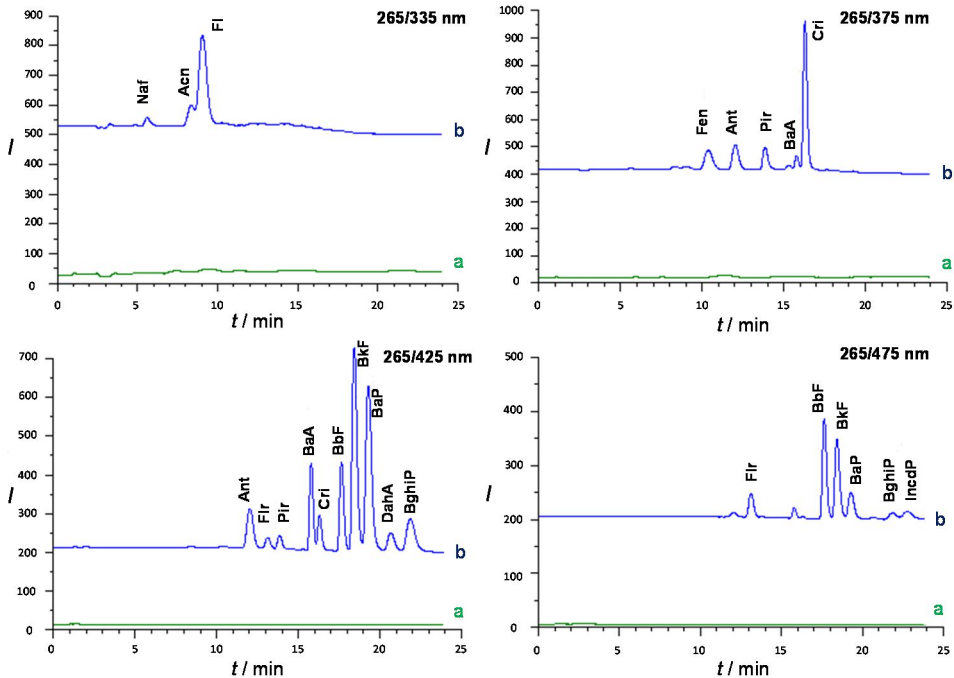 265/335 nm
900
800
700
600
500
400
300
200
100
0
I
Naf
Acn
Fl
b
a
0 5 10 15 20 25
t / min
265/375 nm
1000
900
800
700
600
500
400
300
200
100
0
I
Fen
Ant
Pir
BaA
Cri
b
a
0 5 10 15 20 25
t / min
265/425 nm
700
600
500
400
300
200
100
0
I
Ant
Flr
Pir
BaA
Cri
BbF
BkF
BaP
DahA
BghiP
b
a
0 5 10 15 20 25
t / min
265/475 nm
500
400
300
200
100
0
I
Flr
BbF
BkF
BaP
BghiP
IncdP
b
a
0 5 10 15 20 25
t / min